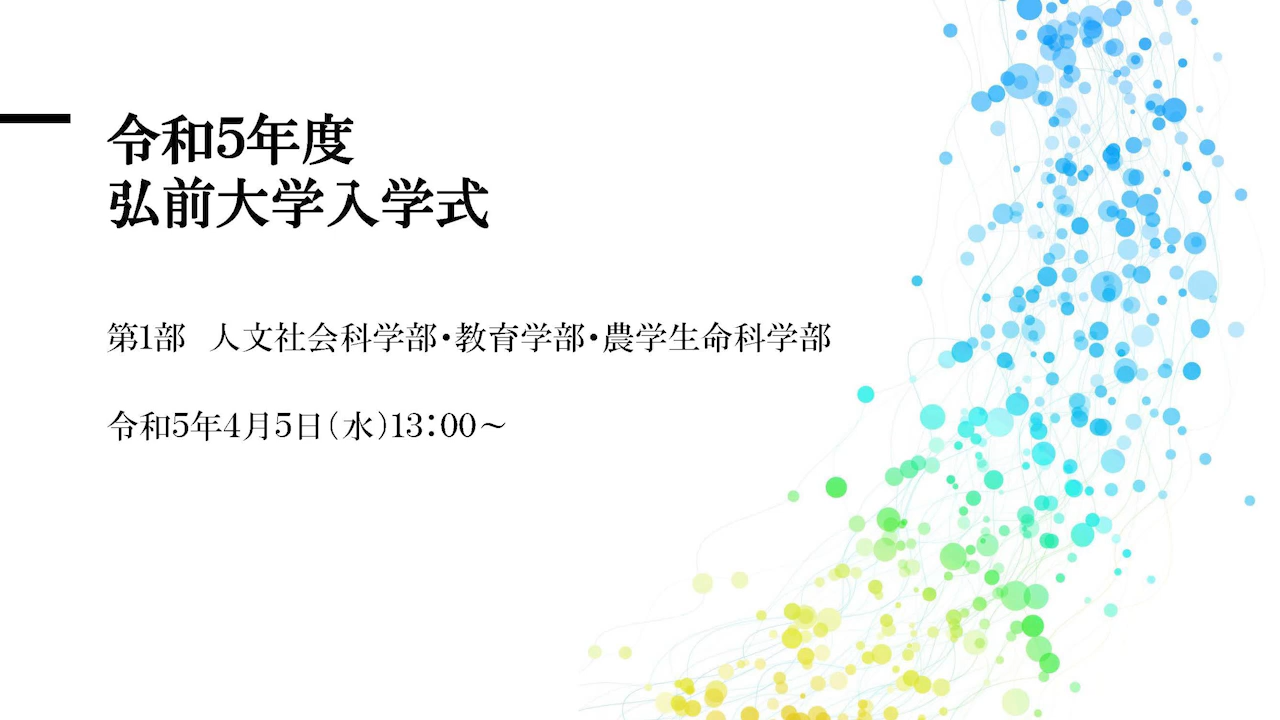 令和5年度
弘前大学入学式
第1部 人文社会科学部・教育学部・農学生命科学部
令和5年4月5日（水）13：00～